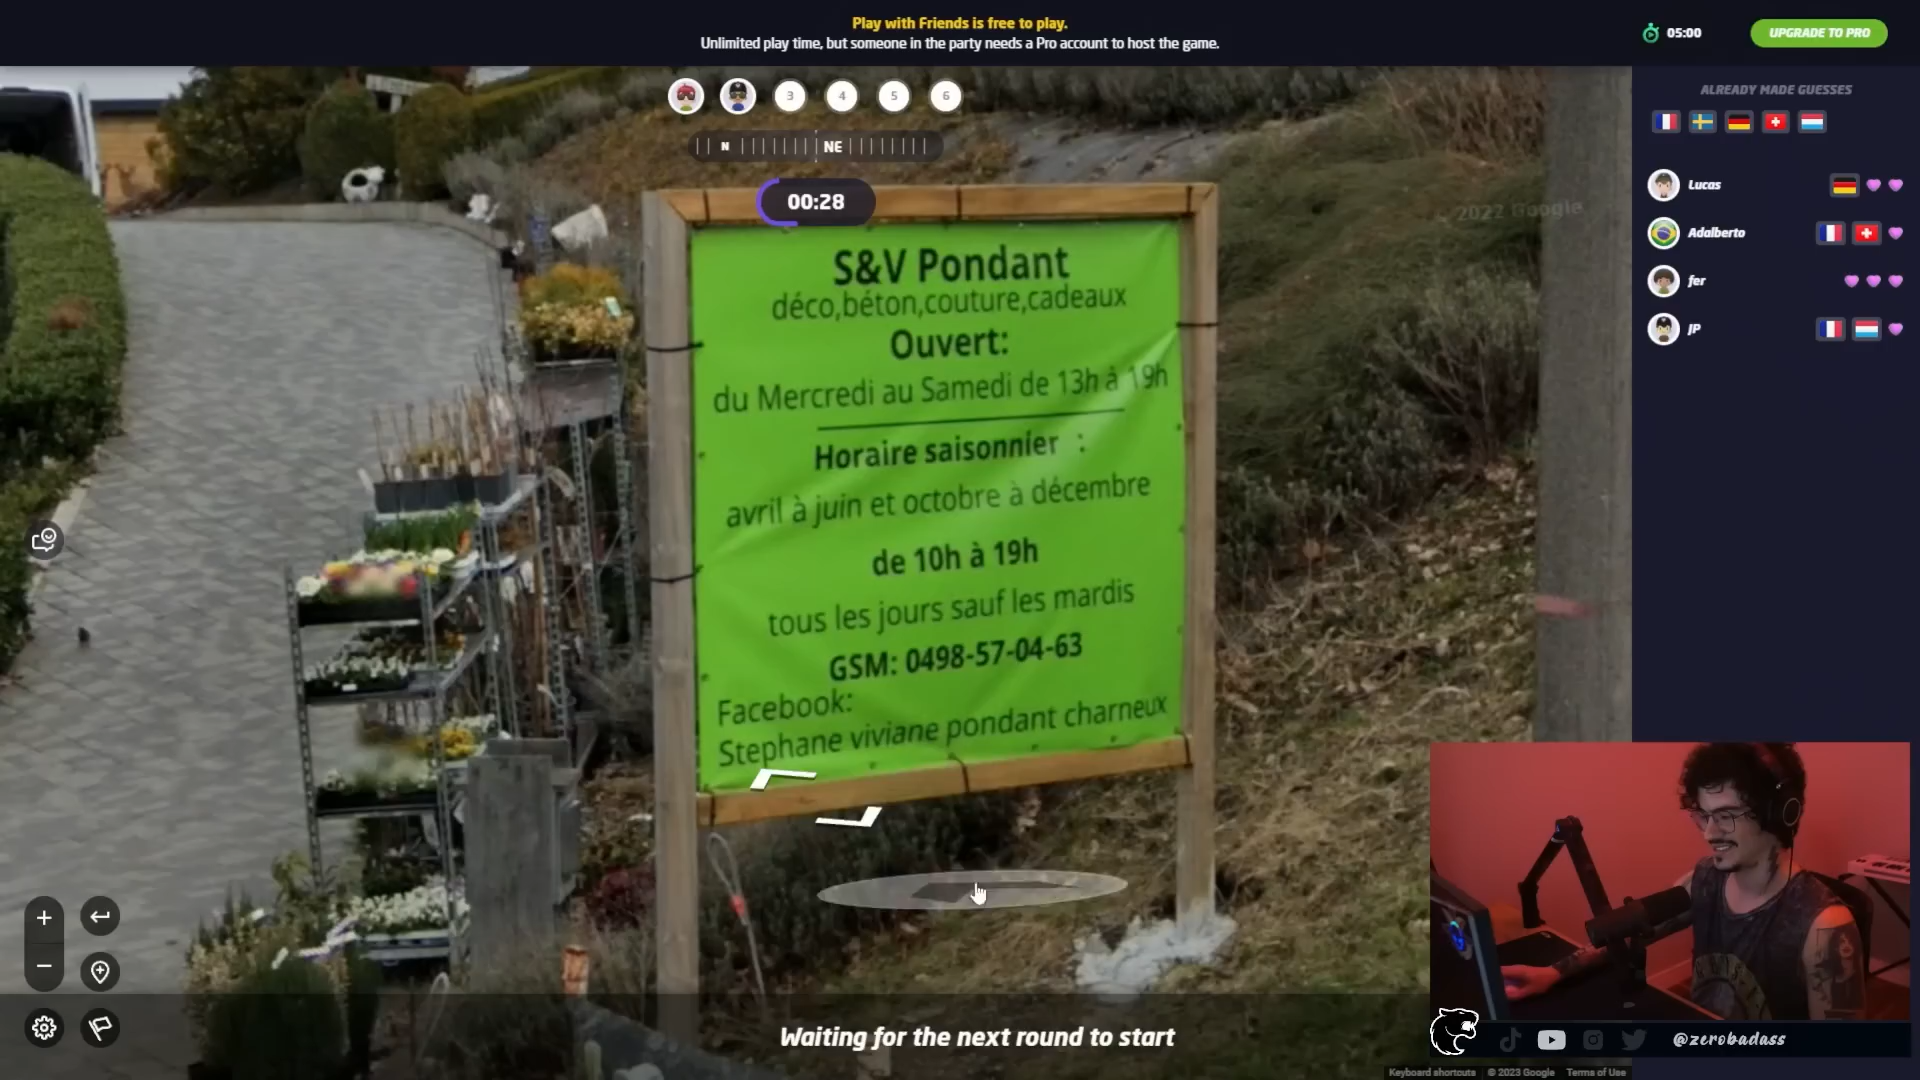 Play with Friends is free to play.
Unlimited play time, but someone in the party needs a Pro account to host the game.
05:00
UPGRADE TO PRO
3
4
5
6
N
NE
00:28
ALREADY MADE GUESSES
Lucas
Adalberto
fer
JP
© 2022 Google
S&V Pondant
déco,béton,couture,cadeaux
Ouvert:
du Mercredi au Samedi de 13h à 19h
Horaire saisonnier :
avril à juin et octobre à décembre
de 10h à 19h
tous les jours sauf les mardis
GSM: 0498-57-04-63
Facebook:
Stephane viviane pondant charneux
Waiting for the next round to start
@zerobadass
Keyboard shortcuts
© 2023 Google
Terms of Use